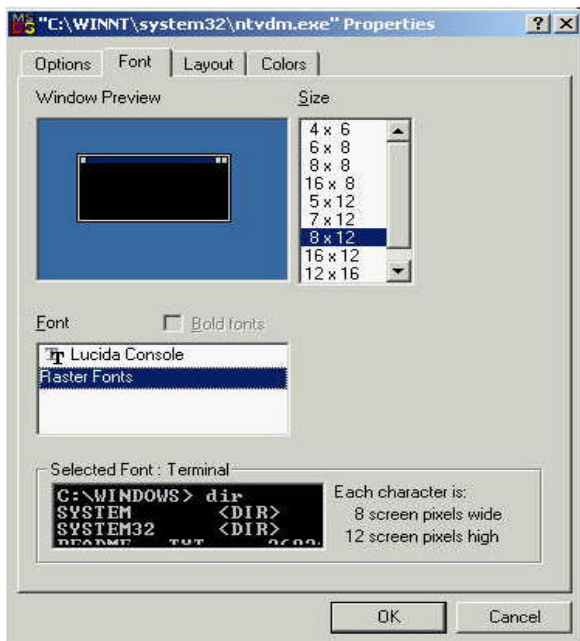 "C:\WINNT\system32\ntvdm.exe" Properties
Options Font Layout Colors
Window Preview
Size
4 x 6
6 x 8
8 x 8
16 x 8
5 x 12
7 x 12
8 x 12
16 x 12
12 x 16
Font
Bold fonts
Lucida Console
Raster Fonts
Selected Font : Terminal
C:\WINDOWS> dir
SYSTEM <DIR>
SYSTEM32 <DIR>
README TXT
Each character is:
8 screen pixels wide
12 screen pixels high
OK Cancel